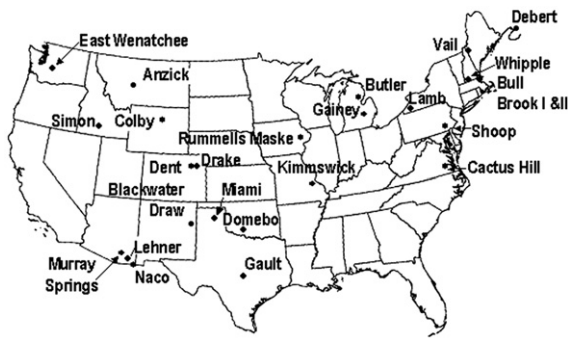 Debert
East Wenatchee
Vail
Whipple
Anzick
Butler
Bull
Lamb
Brook I &II
Gainey
Simon
Colby
Rummells Maske
Shoop
Dent
Drake
Kimmswick
Cactus Hill
Blackwater
Draw
Miami
Domebo
Lehner
Murray
Springs
Naco
Gault